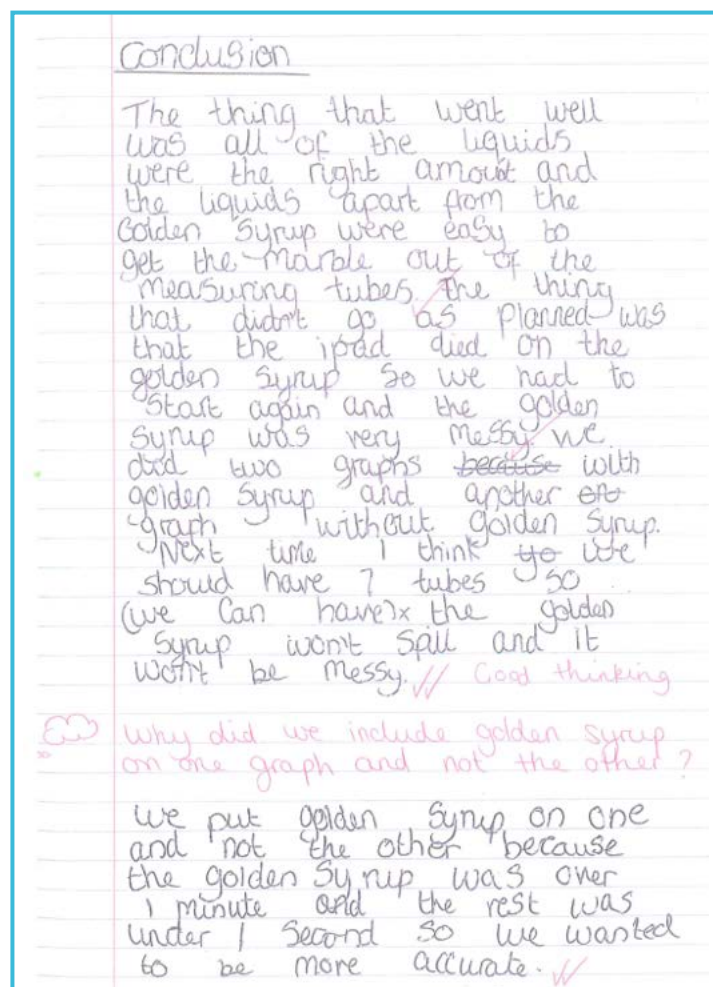 Conclusion
The thing that went well
was all of the liquids
were the right amout and
the liquids apart from the
Golden Syrup were easy to
get the marble out of the
measuring tubes. The thing
that didn't go as planned was
that the ipad died on the
golden Syrup So we had to
Start again and the golden
Syrup was very messy we
did two graphs because with
golden Syrup and another
graph without golden Syrup.
Next time I think we
should have 7 tubes so
(we can have)x the golden
Syrup won't spill and it
won't be messy. Good thinking
Why did we include golden syrup
on one graph and not the other?
We put golden Syrup on one
and not the other because
the golden Syrup was over
1 minute and the rest was
under 1 Second So we wanted
to be more accurate.